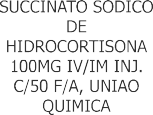 SUCCINATO SODICO
DE
HIDROCORTISONA
100MG IV/IM INJ.
C/50 F/A, UNIAO
QUIMICA